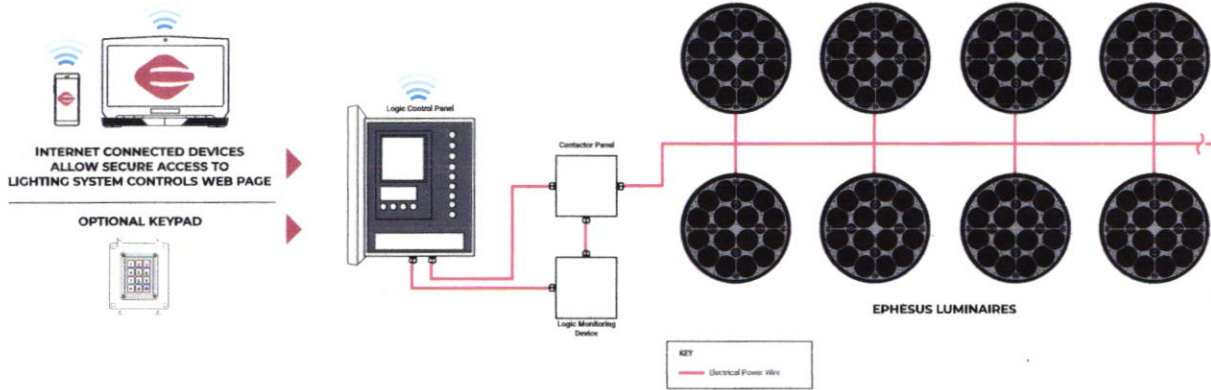 Logic Control Panel
INTERNET CONNECTED DEVICES
ALLOW SECURE ACCESS TO
LIGHTING SYSTEM CONTROLS WEB PAGE
OPTIONAL KEYPAD
Contactor Panel
Logic Monitoring
Device
EPHESUS LUMINAIRES
KEY
Electrical Power Wire